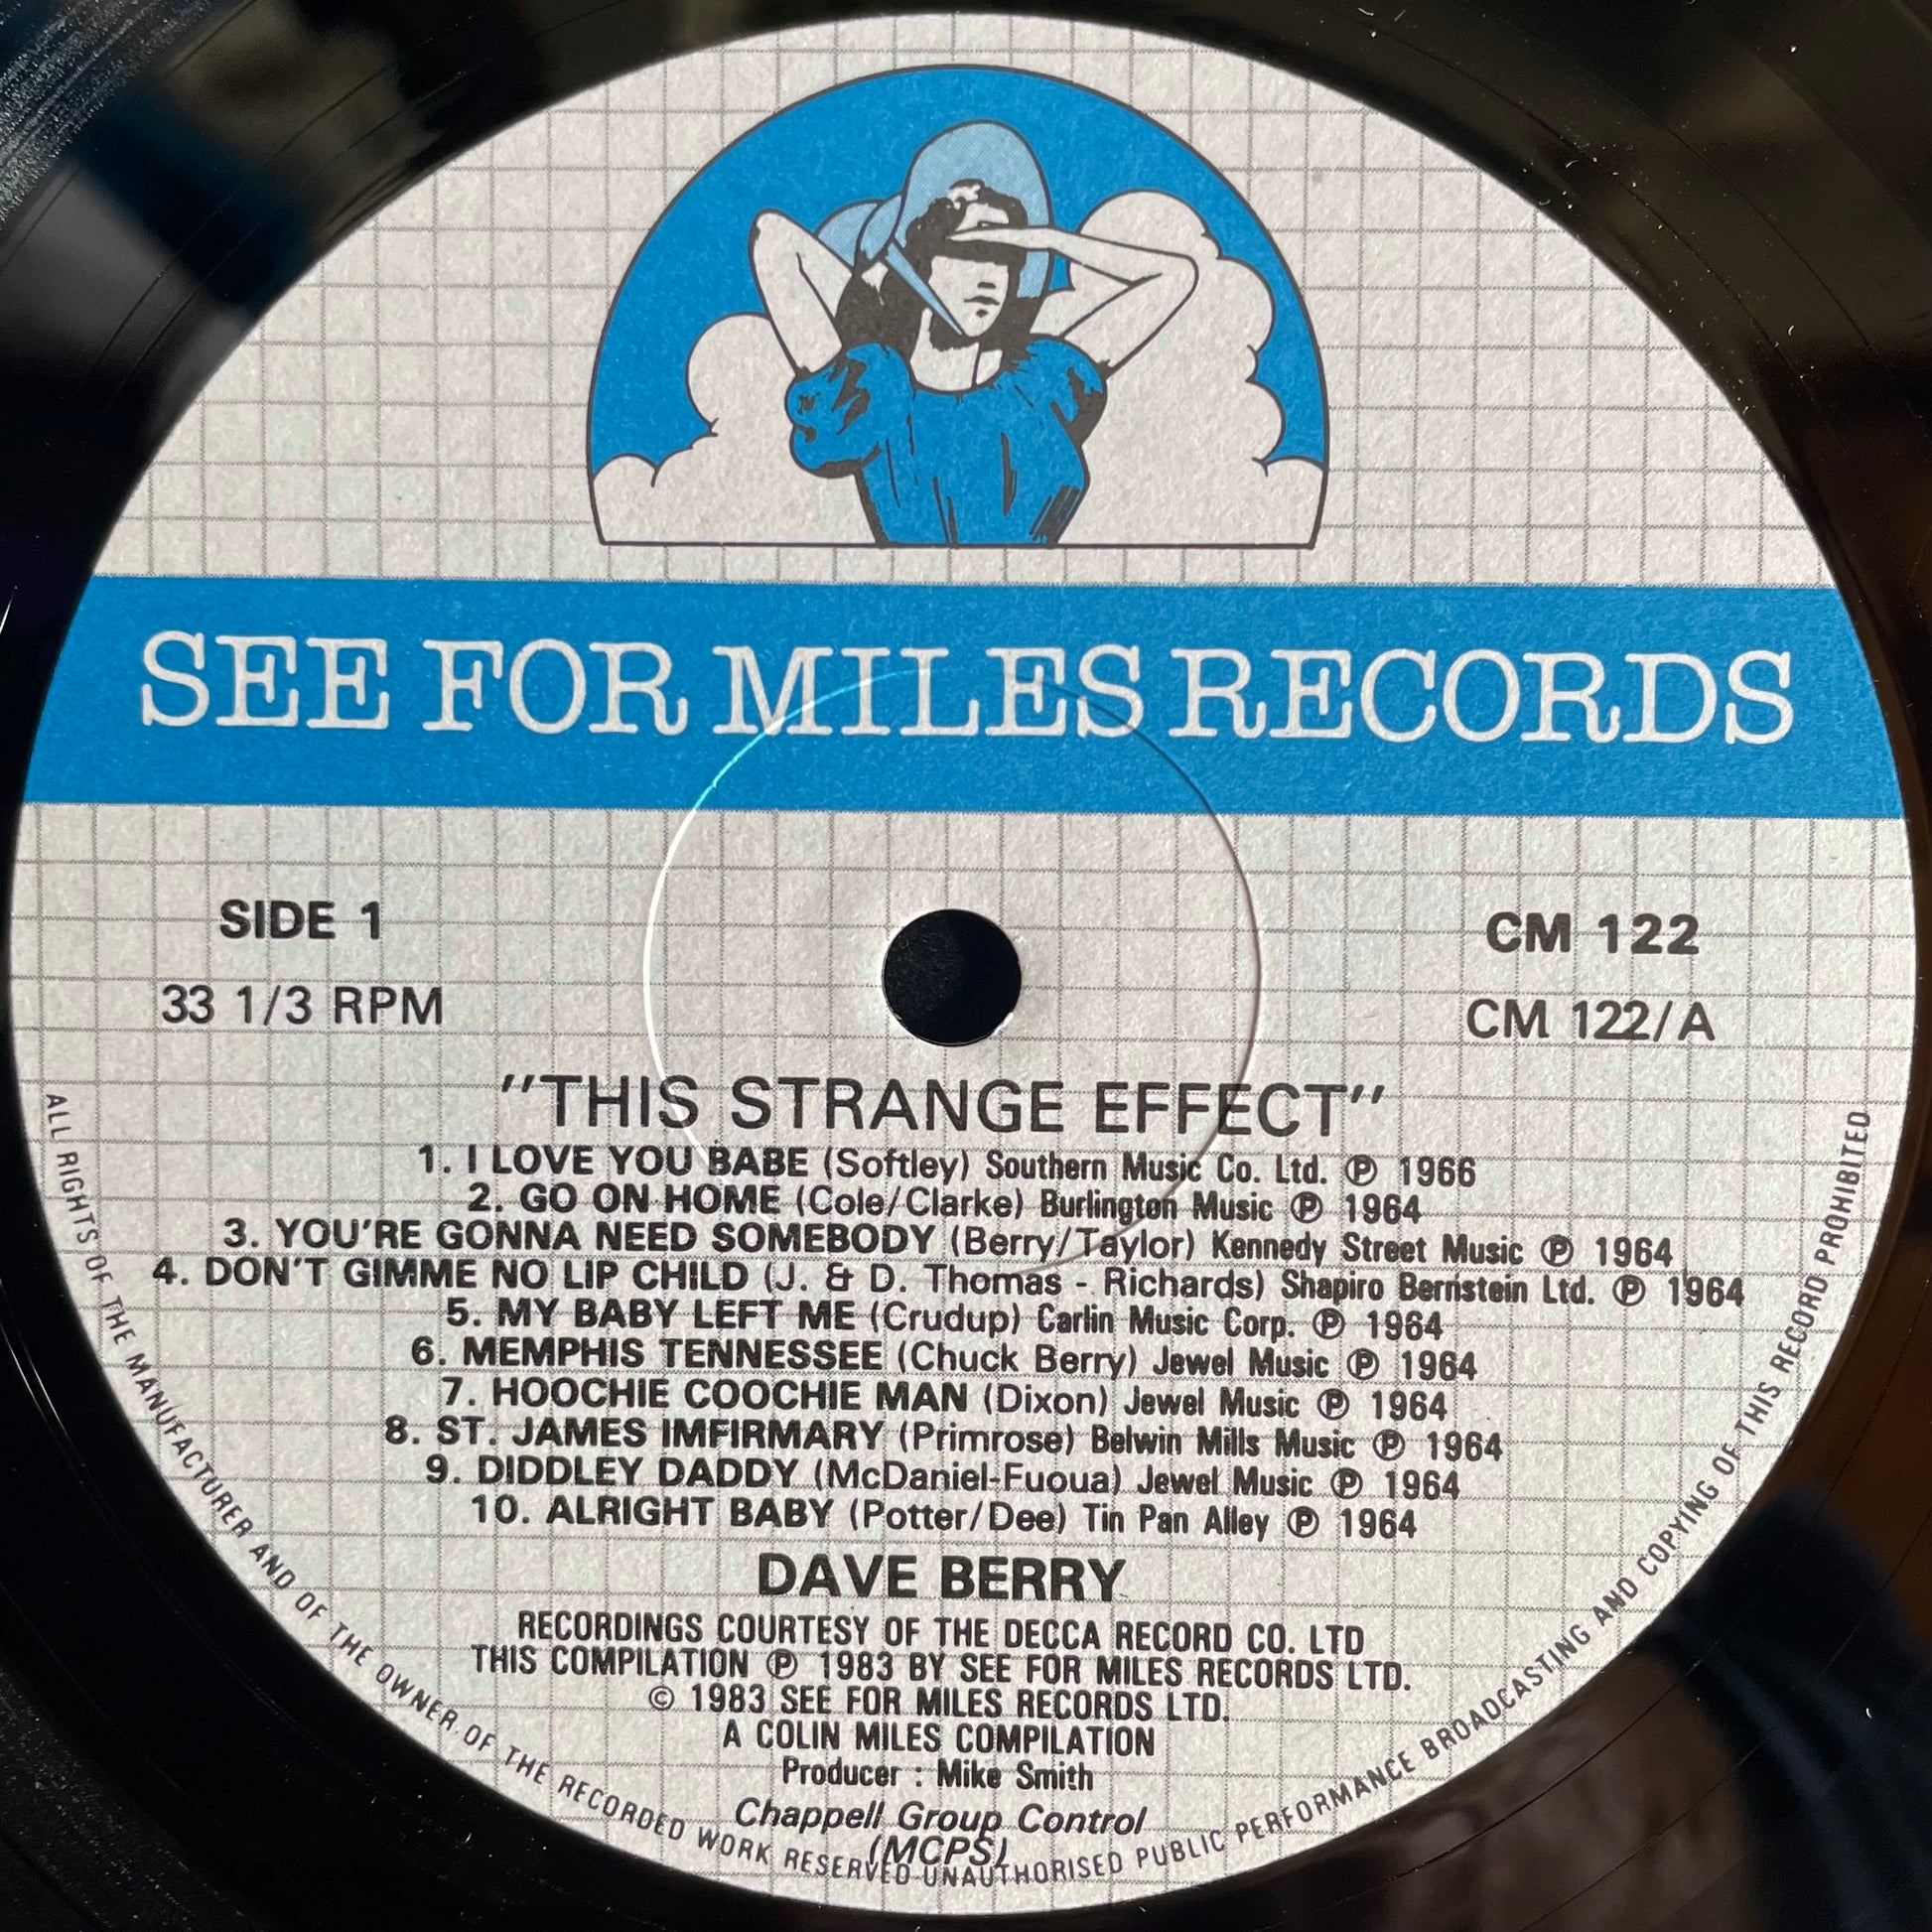 SEE FOR MILES RECORDS
SIDE 1
33 1/3 RPM
CM 122
CM 122/A
"THIS STRANGE EFFECT"
1. I LOVE YOU BABE (Softley) Southern Music Co. Ltd. ℗ 1966
2. GO ON HOME (Cole/Clarke) Burlington Music ℗ 1964
3. YOU'RE GONNA NEED SOMEBODY (Berry/Taylor) Kennedy Street Music ℗ 1964
4. DON'T GIMME NO LIP CHILD (J. & D. Thomas - Richards) Shapiro Bernstein Ltd. ℗ 1964
5. MY BABY LEFT ME (Crudup) Carlin Music Corp. ℗ 1964
6. MEMPHIS TENNESSEE (Chuck Berry) Jewel Music ℗ 1964
7. HOOCHIE COOCHIE MAN (Dixon) Jewel Music ℗ 1964
8. ST. JAMES IMFIRMARY (Primrose) Belwin Mills Music ℗ 1964
9. DIDDLEY DADDY (McDaniel-Fuoua) Jewel Music ℗ 1964
10. ALRIGHT BABY (Potter/Dee) Tin Pan Alley ℗ 1964
DAVE BERRY
RECORDINGS COURTESY OF THE DECCA RECORD CO. LTD
THIS COMPILATION ℗ 1983 BY SEE FOR MILES RECORDS LTD.
© 1983 SEE FOR MILES RECORDS LTD.
A COLIN MILES COMPILATION
Producer : Mike Smith
Chappell Group Control
(MCPS)
ALL RIGHTS OF THE MANUFACTURER AND OF THE OWNER OF THE RECORDED WORK RESERVED UNAUTHORISED PUBLIC PERFORMANCE BROADCASTING AND COPYING OF THIS RECORD PROHIBITED